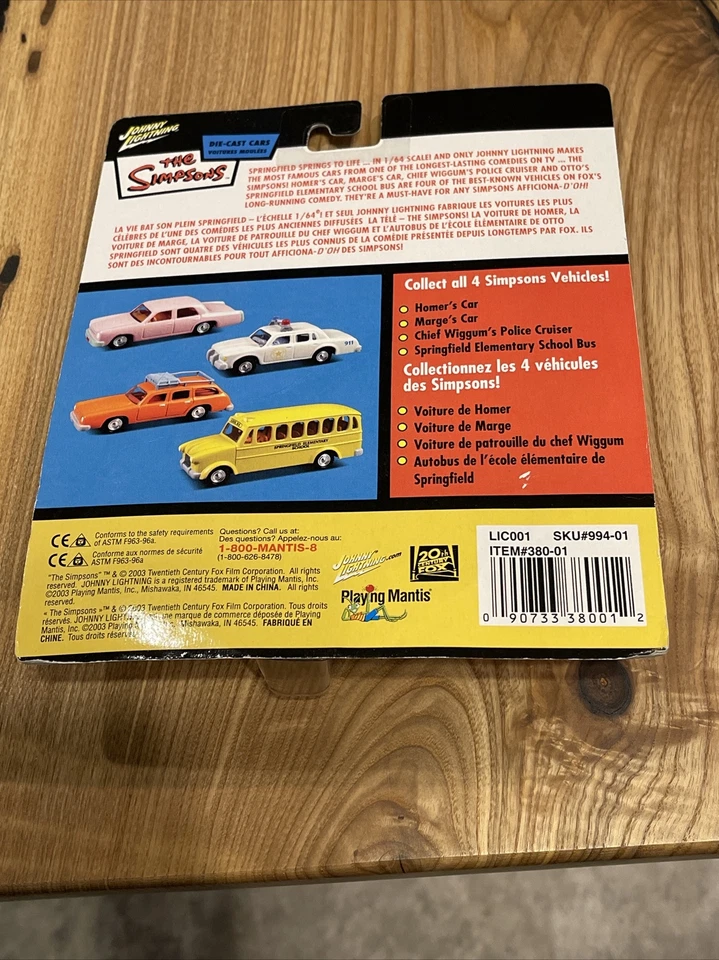 JOHNNY
LIGHTNING
THE
SIMPSONS™
DIE-CAST CARS
VOITURES MOULÉES
SPRINGFIELD SPRINGS TO LIFE ... IN 1/64 SCALE! AND ONLY JOHNNY LIGHTNING MAKES
THE MOST FAMOUS CARS FROM ONE OF THE LONGEST-LASTING COMEDIES ON TV ... THE
SIMPSONS! HOMER'S CAR, MARGE'S CAR, CHIEF WIGGUM'S POLICE CRUISER AND OTTO'S
SPRINGFIELD ELEMENTARY SCHOOL BUS ARE FOUR OF THE BEST-KNOWN VEHICLES ON FOX'S
LONG-RUNNING COMEDY. THEY'RE A MUST-HAVE FOR ANY SIMPSONS AFFICIONA-D'OH!
LA VIE BAT SON PLEIN SPRINGFIELD – L'ÉCHELLE 1/64e! ET SEUL JOHNNY LIGHTNING FABRIQUE LES VOITURES LES PLUS
CÉLÈBRES DE L'UNE DES COMÉDIES LES PLUS ANCIENNES DIFFUSÉES LA TÉLÉ – THE SIMPSONS! LA VOITURE DE HOMER, LA
VOITURE DE MARGE, LA VOITURE DE PATROUILLE DU CHEF WIGGUM ET L'AUTOBUS DE L'ÉCOLE ÉLÉMENTAIRE DE OTTO
SPRINGFIELD SONT QUATRE DES VÉHICULES LES PLUS CONNUS DE LA COMÉDIE PRÉSENTÉE DEPUIS LONGTEMPS PAR FOX. ILS
SONT DES INCONTOURNABLES POUR TOUT AFFICIONA-D'OH DES SIMPSONS!
911
SPRINGFIELD ELEMENTARY
SCHOOL
Collect all 4 Simpsons Vehicles!
Homer's Car
Marge's Car
Chief Wiggum's Police Cruiser
Springfield Elementary School Bus
Collectionnez les 4 véhicules
des Simpsons!
Voiture de Homer
Voiture de Marge
Voiture de patrouille du chef Wiggum
Autobus de l'école élémentaire de
Springfield
CE Conforms to the safety requirements
of ASTM F963-96a.
CE Conforme aux normes de sécurité
ASTM F963-96a
Questions? Call us at:
Des questions? Appelez-nous au:
1-800-MANTIS-8
(1-800-626-8478)
"The Simpsons" ™ & © 2003 Twentieth Century Fox Film Corporation. All rights
reserved. JOHNNY LIGHTNING is a registered trademark of Playing Mantis, Inc.
©2003 Playing Mantis, Inc., Mishawaka, IN 46545. MADE IN CHINA. All rights
reserved.
" The Simpsons »™ & © 2003 Twentieth Century Fox Film Corporation. Tous droits
réservés. JOHNNY LIGHTNING une marque de commerce déposée de Playing
Mantis, Inc. ©2003 Playing Mishawaka, IN 46545. FABRIQUÉ EN
CHINE. Tous droits réservés.
JOHNNY
LIGHTNING.com
20th
CENTURY
FOX
Playing Mantis®
LIC001 SKU#994-01
ITEM#380-01
0 90733 38001 2